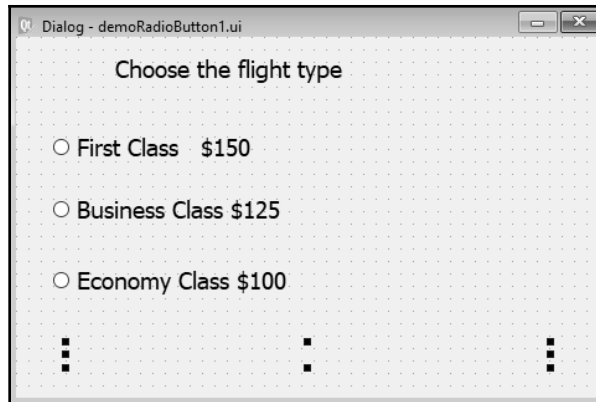 Dialog - demoRadioButton1.ui
Choose the flight type
First Class $150
Business Class $125
Economy Class $100